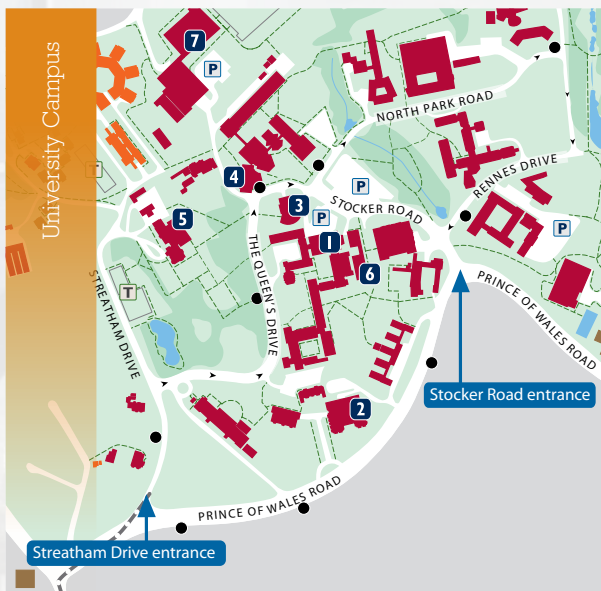 University Campus
7
P
NORTH PARK ROAD
T
4
P
RENNES DRIVE
3
STOCKER ROAD
5
P
1
P
6
THE QUEEN'S DRIVE
PRINCE OF WALES ROAD
T
STREATHAM DRIVE
Stocker Road entrance
2
PRINCE OF WALES ROAD
Streatham Drive entrance